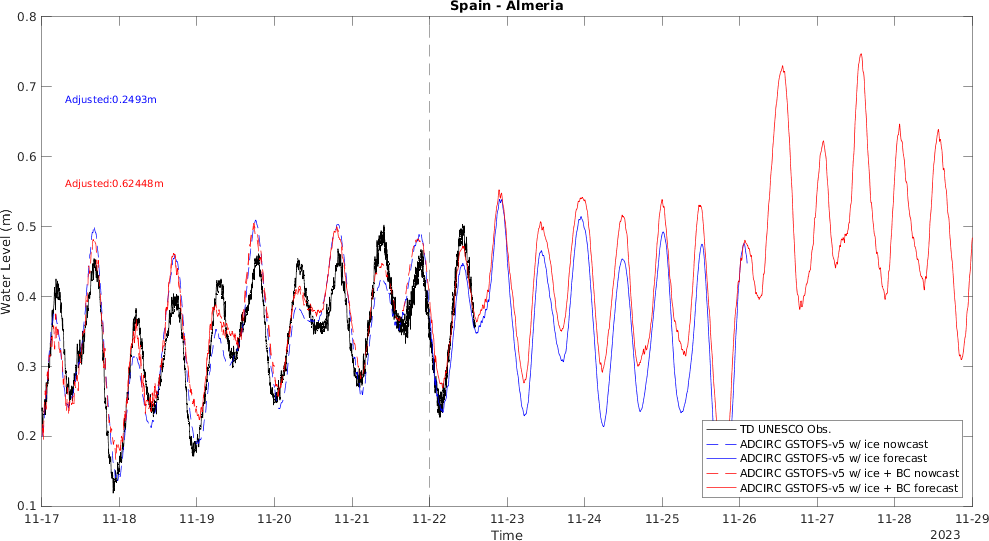 Spain - Almeria
0.8
0.7
0.6
0.5
0.4
0.3
0.2
0.1
Water Level (m)
Adjusted:0.2493m
Adjusted:0.62448m
TD UNESCO Obs.
ADCIRC GSTOFS-v5 w/ ice nowcast
ADCIRC GSTOFS-v5 w/ ice forecast
ADCIRC GSTOFS-v5 w/ ice + BC nowcast
ADCIRC GSTOFS-v5 w/ ice + BC forecast
11-17 11-18 11-19 11-20 11-21 11-22 11-23 11-24 11-25 11-26 11-27 11-28 11-29
Time
2023